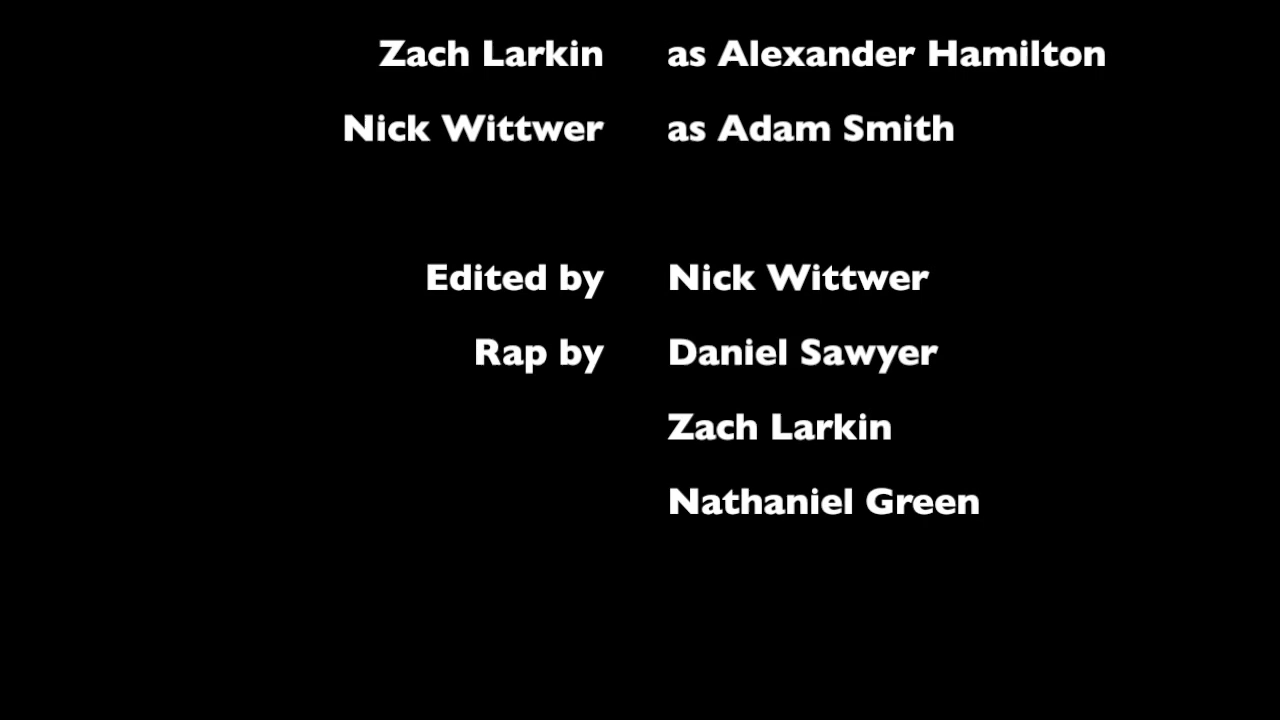 Zach Larkin as Alexander Hamilton
Nick Wittwer as Adam Smith
Edited by Nick Wittwer
Rap by Daniel Sawyer
Zach Larkin
Nathaniel Green